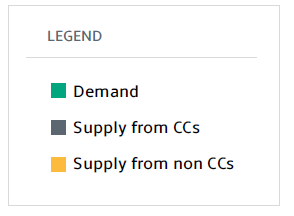 LEGEND
Demand
Supply from CCs
Supply from non CCs